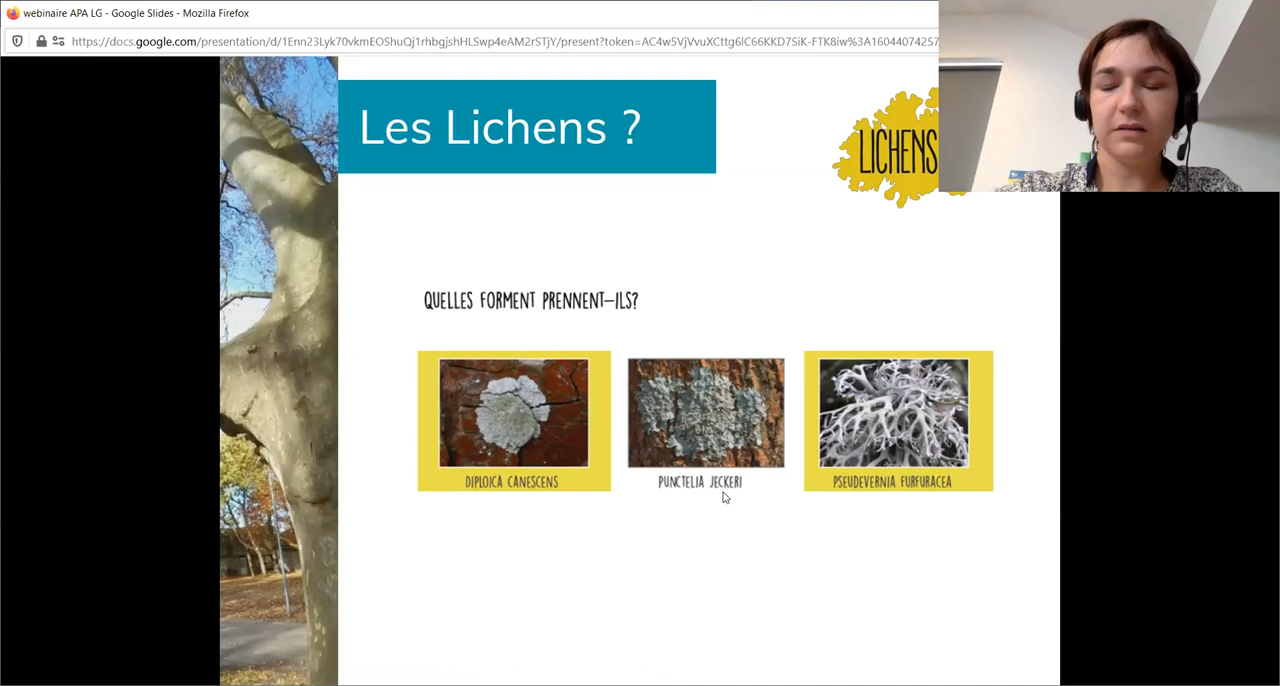 webinaire APA LG - Google Slides - Mozilla Firefox
https://docs.google.com/presentation/d/1Enn23Lyk70vkmEOShuQj1rhbgjshHLSwp4eAM2rSTjY/present?token=AC4w5VjVvuXCttg6lC66KKD7SiK-FTK8iw%3A16044074257
Les Lichens ?
LICHENS
QUELLES FORMENT PRENNENT-ILS?
DIPLOICA CANESCENS
PUNCTELIA JECKERI
PSEUDEVERNIA FURFURACEA